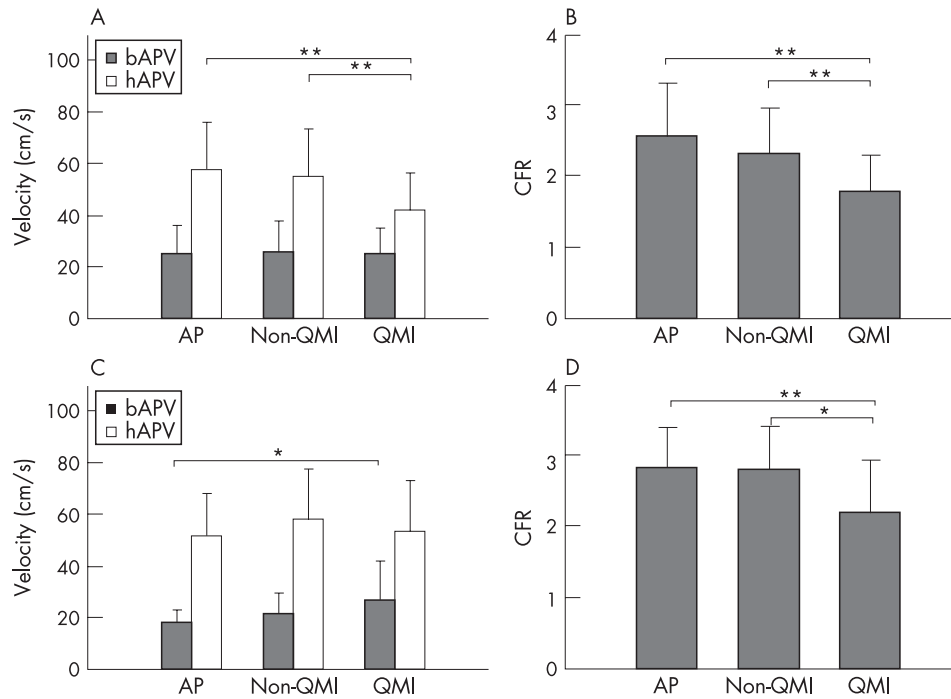 A
Velocity (cm/s)
100
80
60
40
20
0
bAPV
hAPV
**
**
AP Non-QMI QMI
B
CFR
4
3
2
1
0
**
**
AP Non-QMI QMI
C
Velocity (cm/s)
100
80
60
40
20
0
bAPV
hAPV
*
AP Non-QMI QMI
D
CFR
4
3
2
1
0
**
*
AP Non-QMI QMI